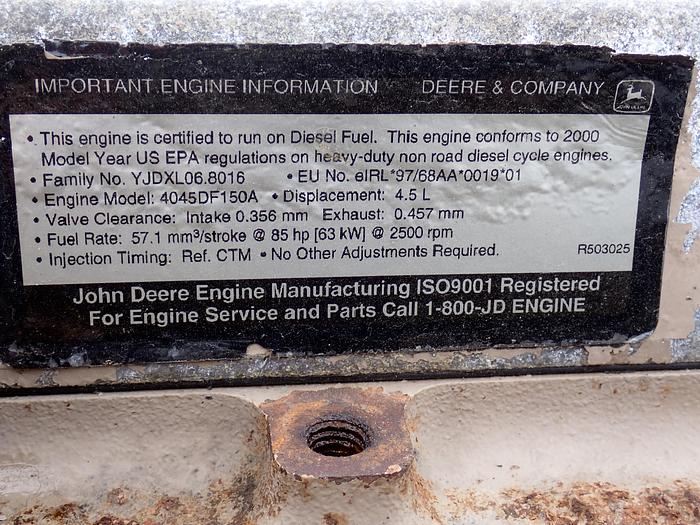 IMPORTANT ENGINE INFORMATION DEERE & COMPANY
JOHN DEERE
• This engine is certified to run on Diesel Fuel. This engine conforms to 2000
Model Year US EPA regulations on heavy-duty non road diesel cycle engines.
• Family No. YJDXL06.8016 • EU No. eIRL*97/68AA*0019*01
• Engine Model: 4045DF150A • Displacement: 4.5 L
• Valve Clearance: Intake 0.356 mm Exhaust: 0.457 mm
• Fuel Rate: 57.1 mm³/stroke @ 85 hp [63 kW] @ 2500 rpm
• Injection Timing: Ref. CTM • No Other Adjustments Required. R503025
John Deere Engine Manufacturing ISO9001 Registered
For Engine Service and Parts Call 1-800-JD ENGINE